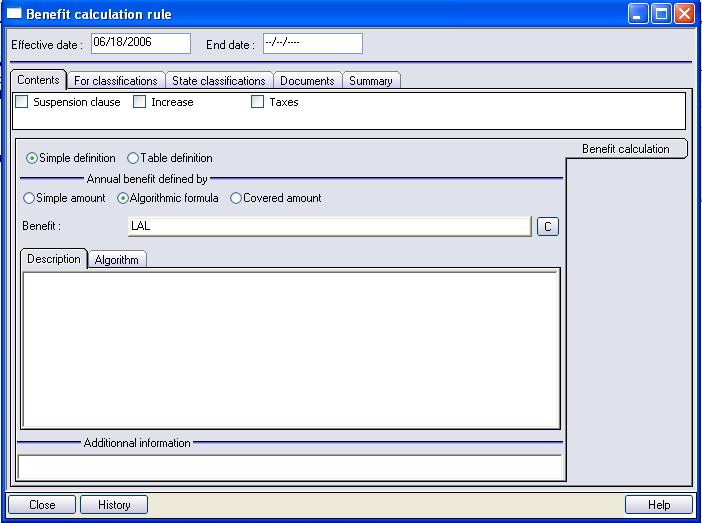 Benefit calculation rule
Effective date : 06/18/2006 End date : --/--/----
Contents For classifications State classifications Documents Summary
Suspension clause Increase Taxes
Benefit calculation
Simple definition Table definition
Annual benefit defined by
Simple amount Algorithmic formula Covered amount
Benefit : LAL C
Description Algorithm
Additionnal information
Close History Help